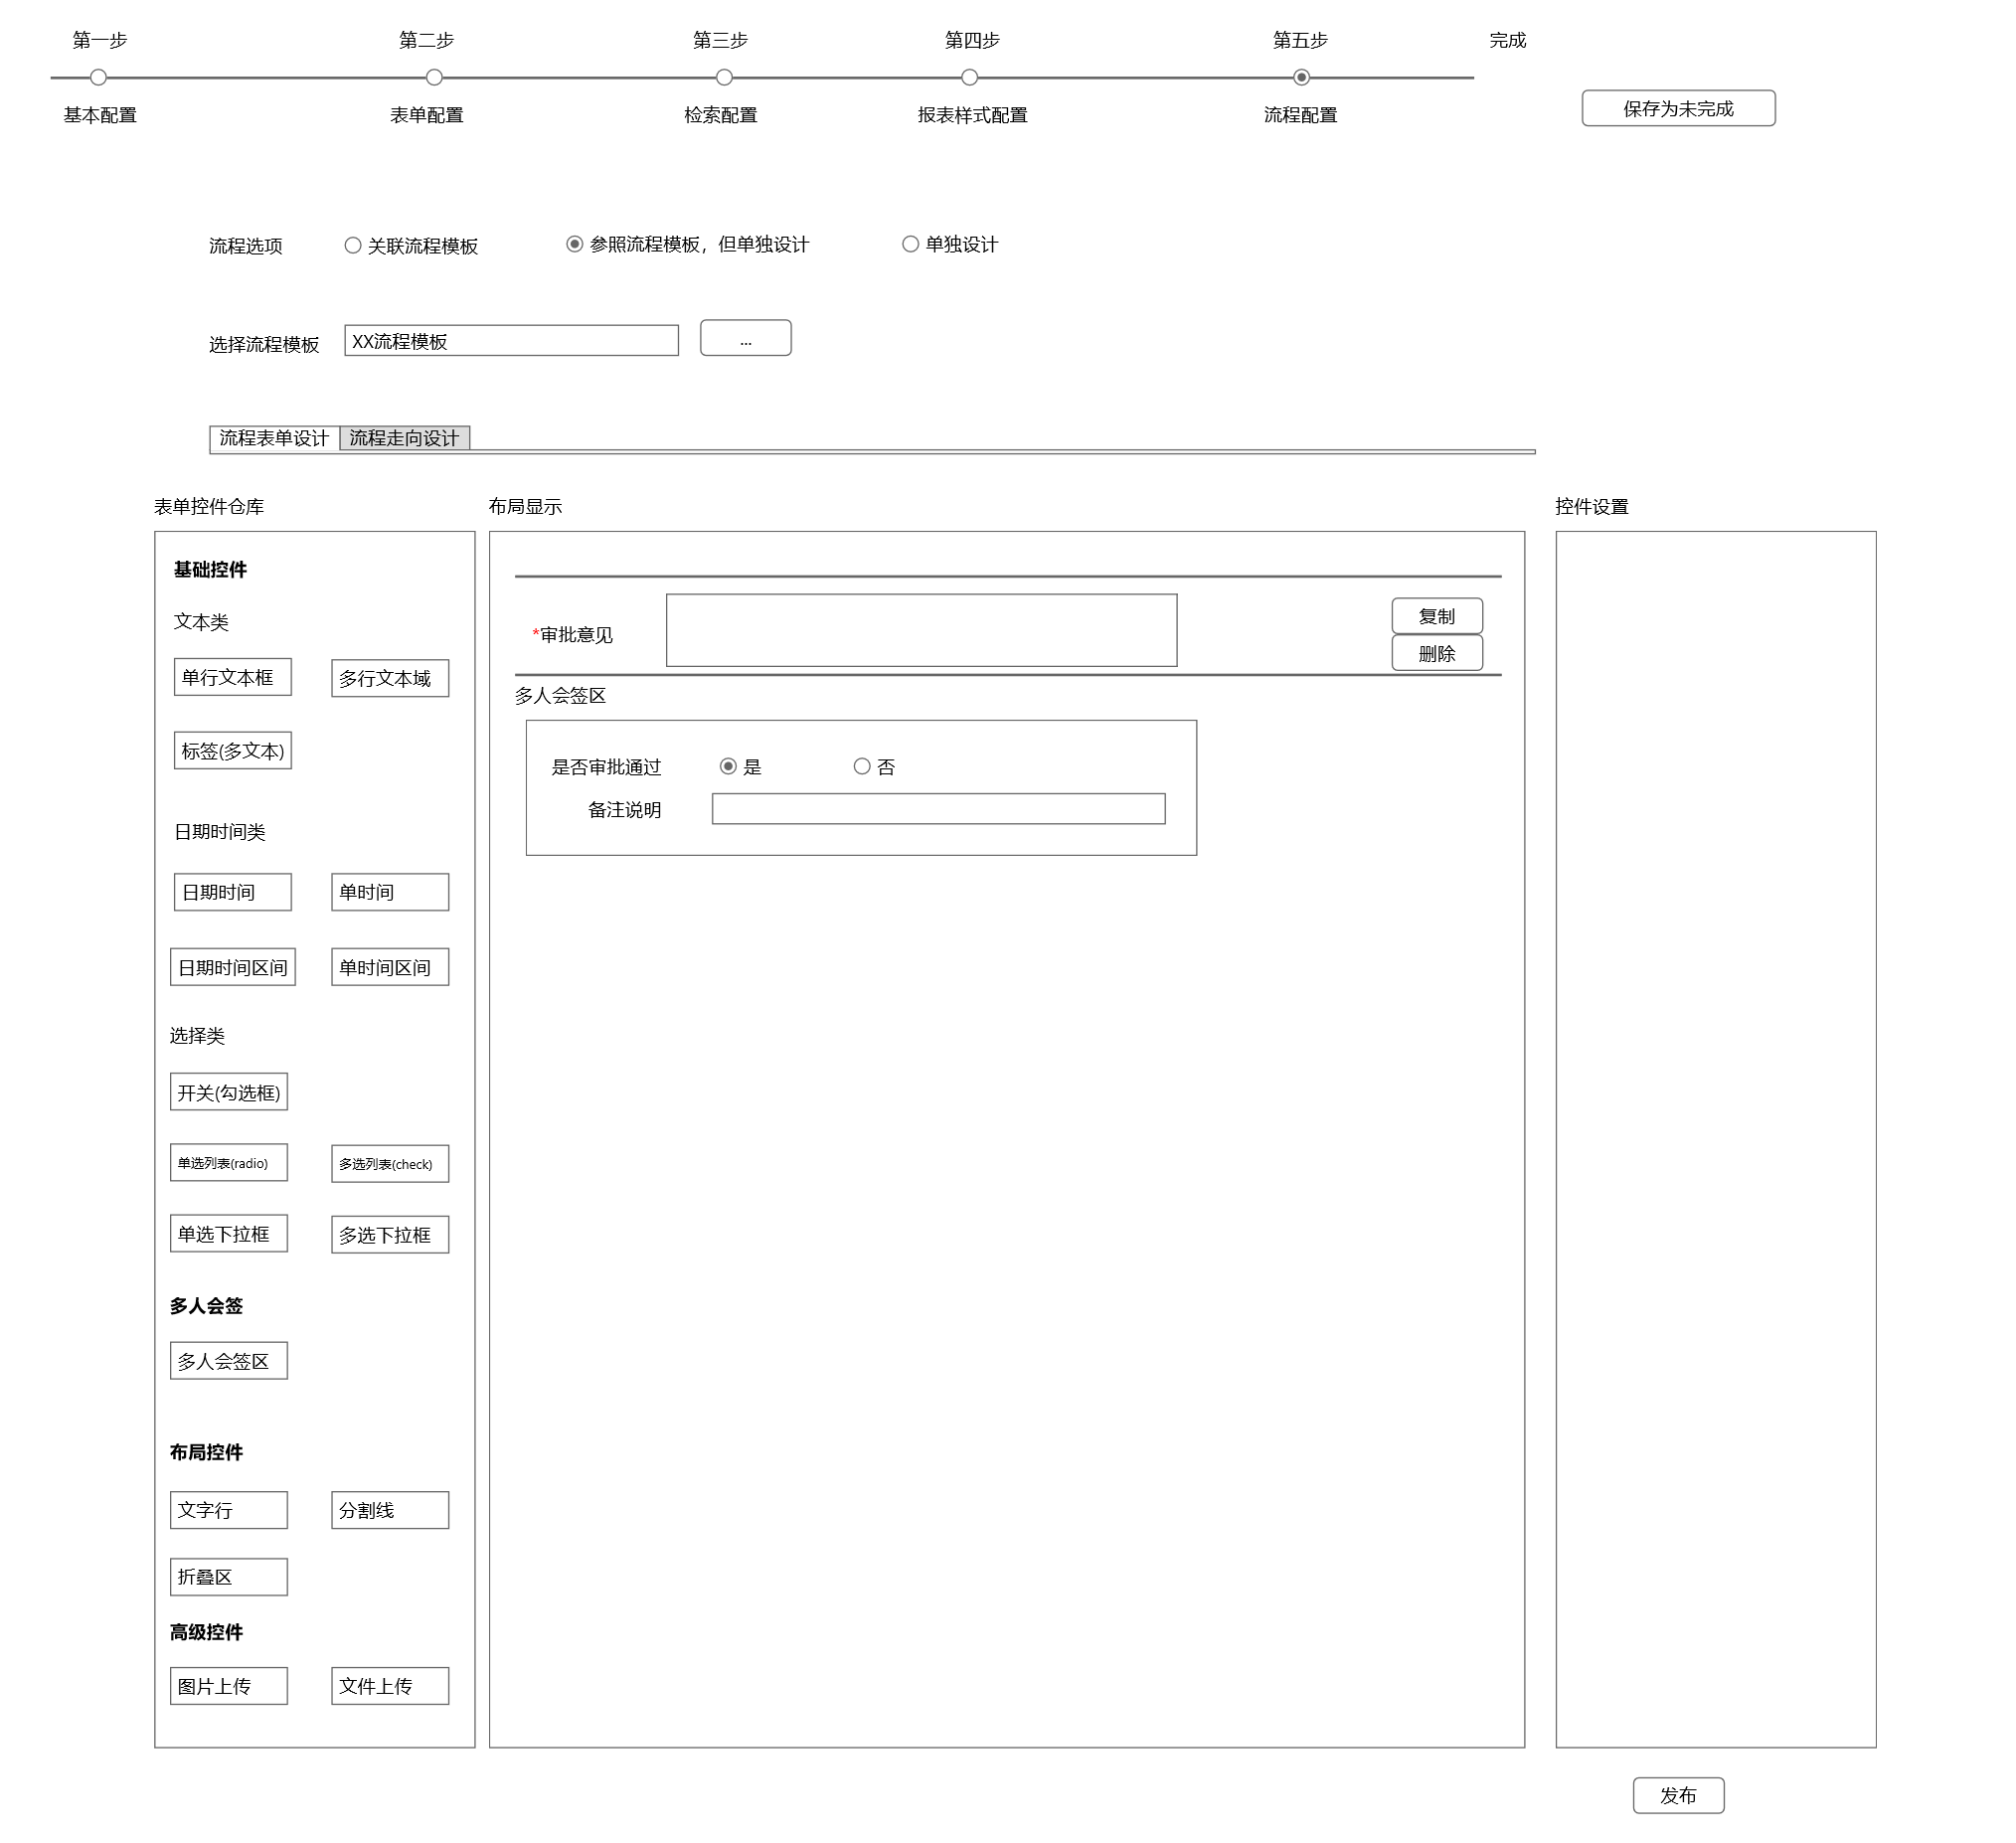 第一步 第二步 第三步 第四步 第五步 完成
基本配置 表单配置 检索配置 报表样式配置 流程配置 保存为未完成
流程选项 关联流程模板 参照流程模板，但单独设计 单独设计
选择流程模板 XX流程模板 ...
流程表单设计 流程走向设计
表单控件仓库 布局显示 控件设置
基础控件
文本类
单行文本框 多行文本域
标签(多文本)
日期时间类
日期时间 单时间
日期时间区间 单时间区间
选择类
开关(勾选框)
单选列表(radio) 多选列表(check)
单选下拉框 多选下拉框
多人会签
多人会签区
布局控件
文字行 分割线
折叠区
高级控件
图片上传 文件上传
*审批意见 复制
删除
多人会签区
是否审批通过 是 否
备注说明
发布